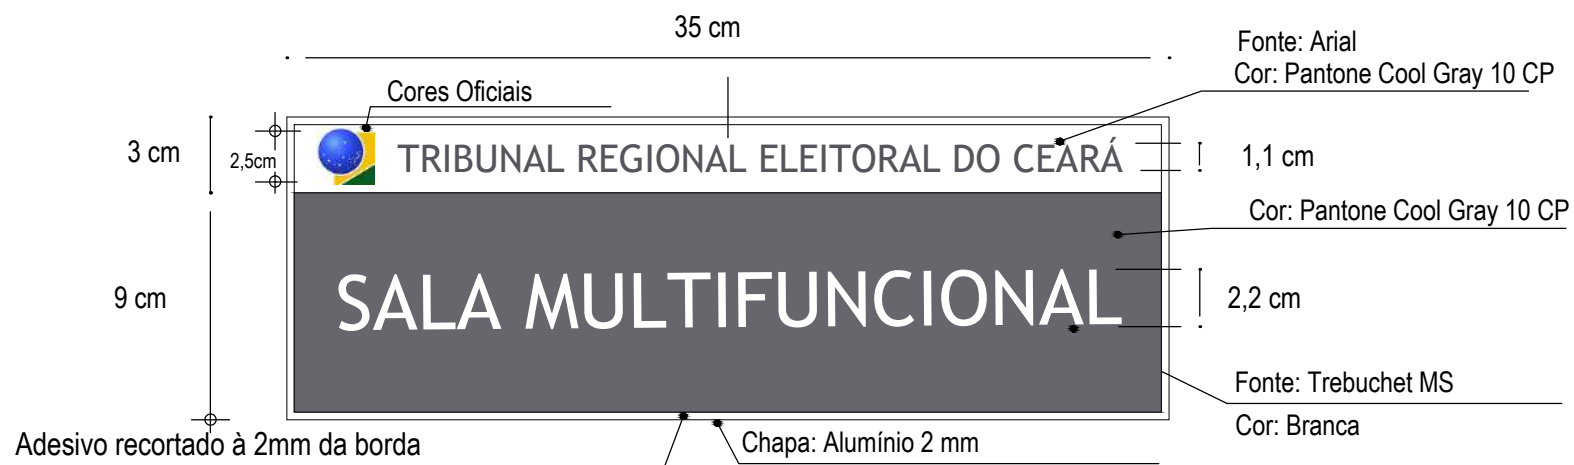 35 cm
Fonte: Arial
Cor: Pantone Cool Gray 10 CP
Cores Oficiais
3 cm
2,5cm
TRIBUNAL REGIONAL ELEITORAL DO CEARÁ
1,1 cm
Cor: Pantone Cool Gray 10 CP
9 cm
SALA MULTIFUNCIONAL
2,2 cm
Fonte: Trebuchet MS
Cor: Branca
Adesivo recortado à 2mm da borda
Chapa: Alumínio 2 mm